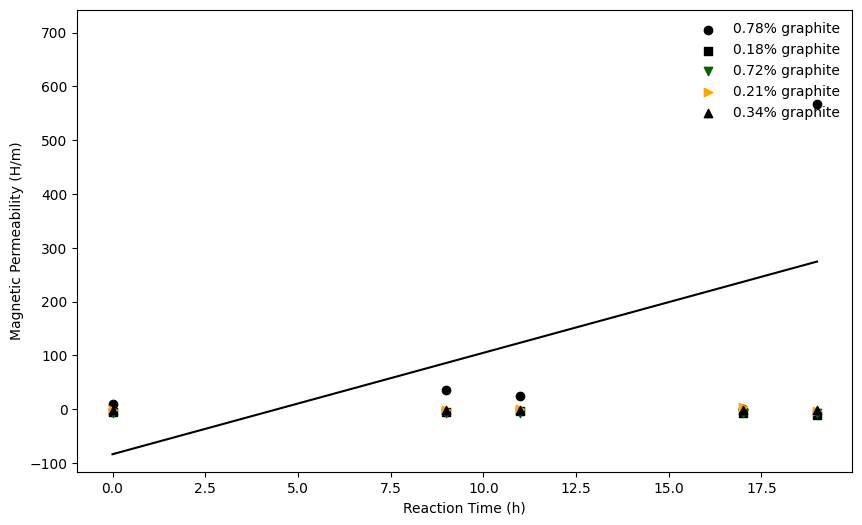 700
600
500
400
300
200
100
0
−100
0.0
2.5
5.0
7.5
10.0
12.5
15.0
17.5
Magnetic Permeability (H/m)
Reaction Time (h)
0.78% graphite
0.18% graphite
0.72% graphite
0.21% graphite
0.34% graphite